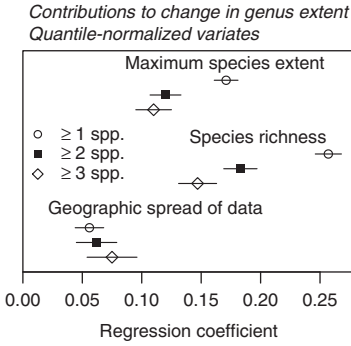 Contributions to change in genus extent
Quantile-normalized variates
Maximum species extent
≥ 1 spp.
≥ 2 spp.
≥ 3 spp.
Species richness
Geographic spread of data
0.00 0.05 0.10 0.15 0.20 0.25
Regression coefficient